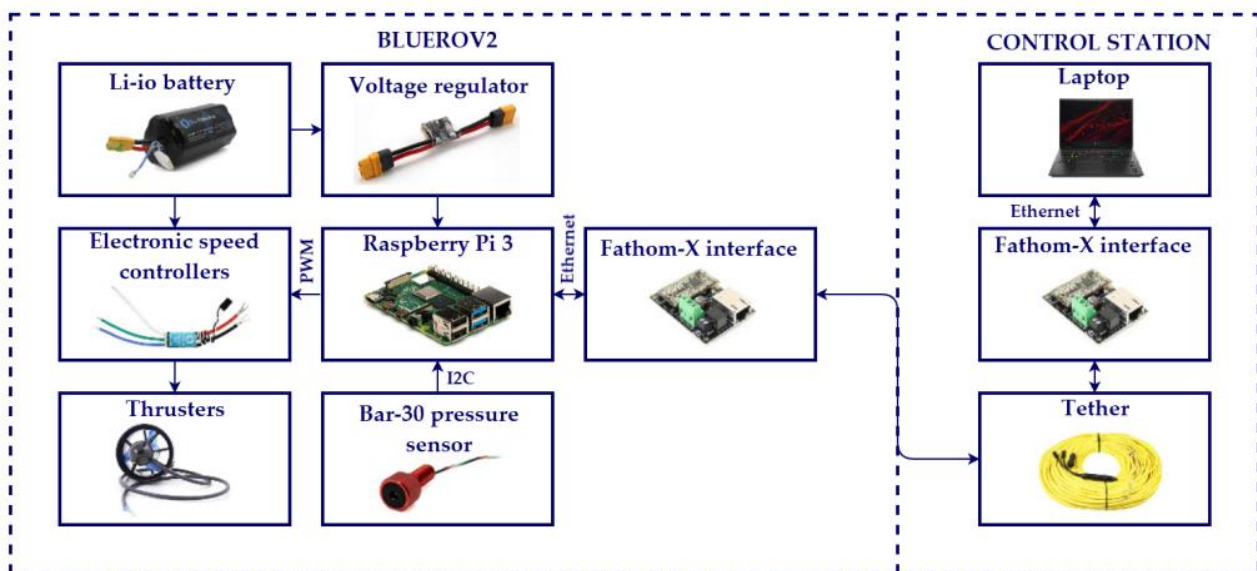 BLUEROV2
CONTROL STATION
Li-io battery
Voltage regulator
Laptop
Ethernet
Electronic speed
controllers
PWM
Raspberry Pi 3
Ethernet
Fathom-X interface
Fathom-X interface
Thrusters
I2C
Bar-30 pressure
sensor
Tether